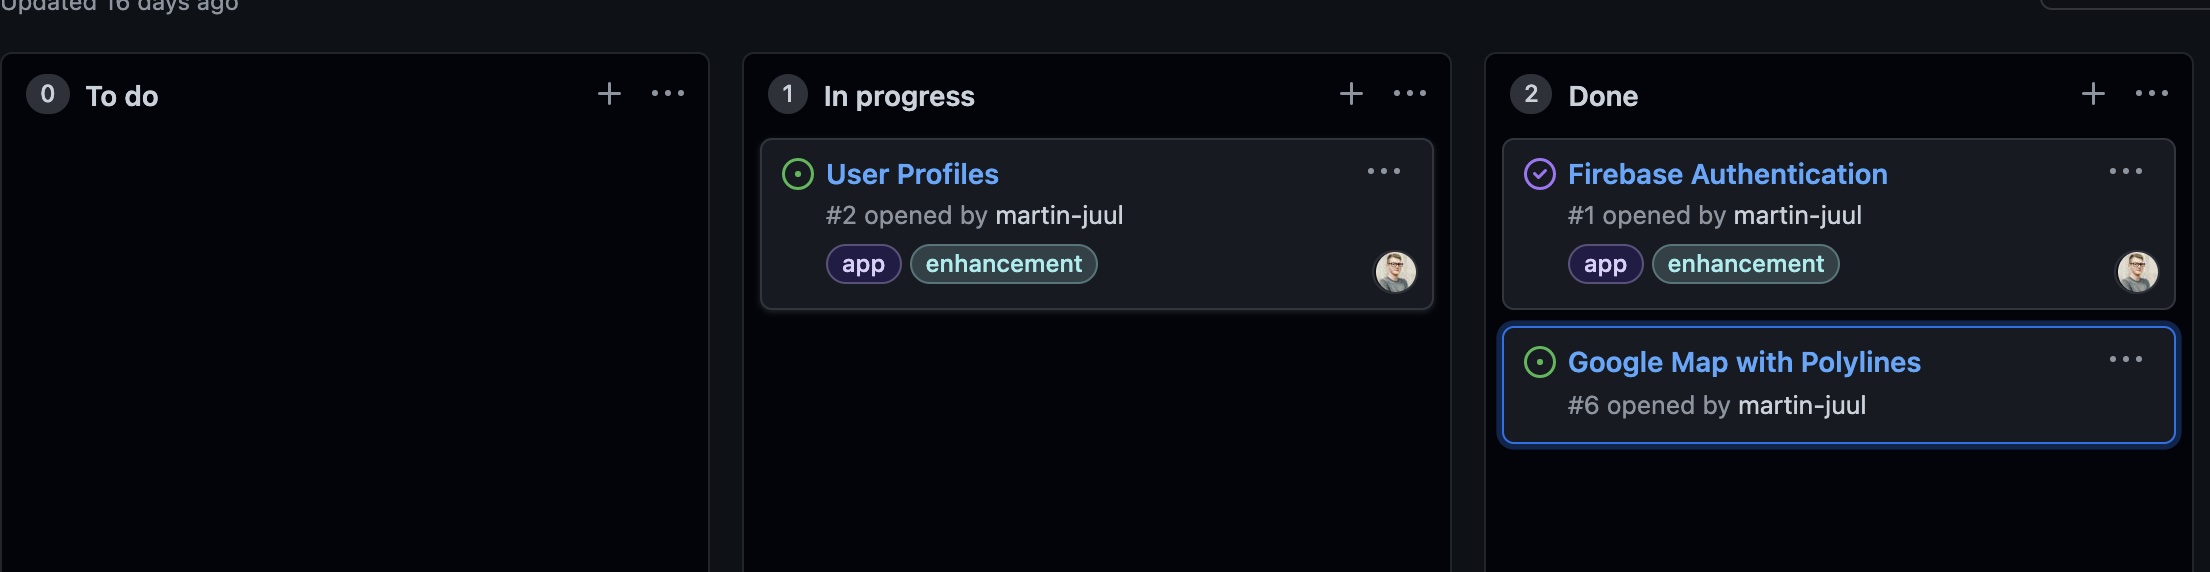 Updated 16 days ago
0 To do
1 In progress
User Profiles
#2 opened by martin-juul
app enhancement
2 Done
Firebase Authentication
#1 opened by martin-juul
app enhancement
Google Map with Polylines
#6 opened by martin-juul